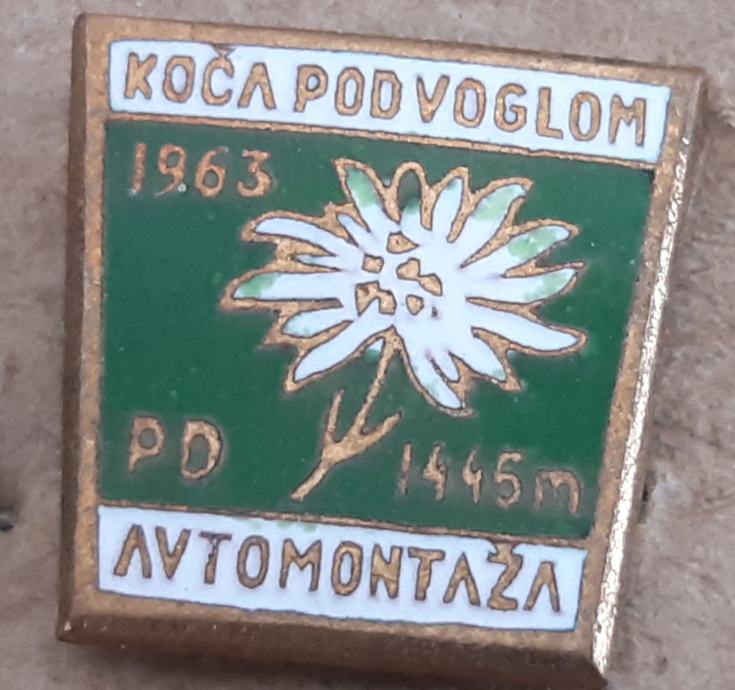 KOČA POD VOGLOM
1963
PD 1445m
AVTOMONTAŽA